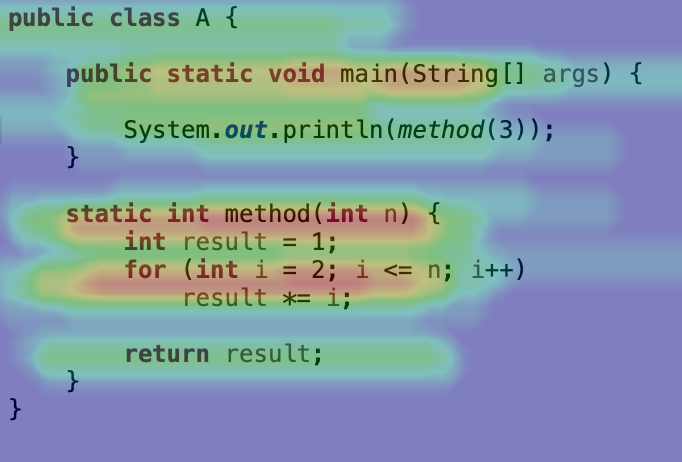 public class A {
public static void main(String[] args) {
System.out.println(method(3));
}
static int method(int n) {
int result = 1;
for (int i = 2; i <= n; i++)
result *= i;
return result;
}
}